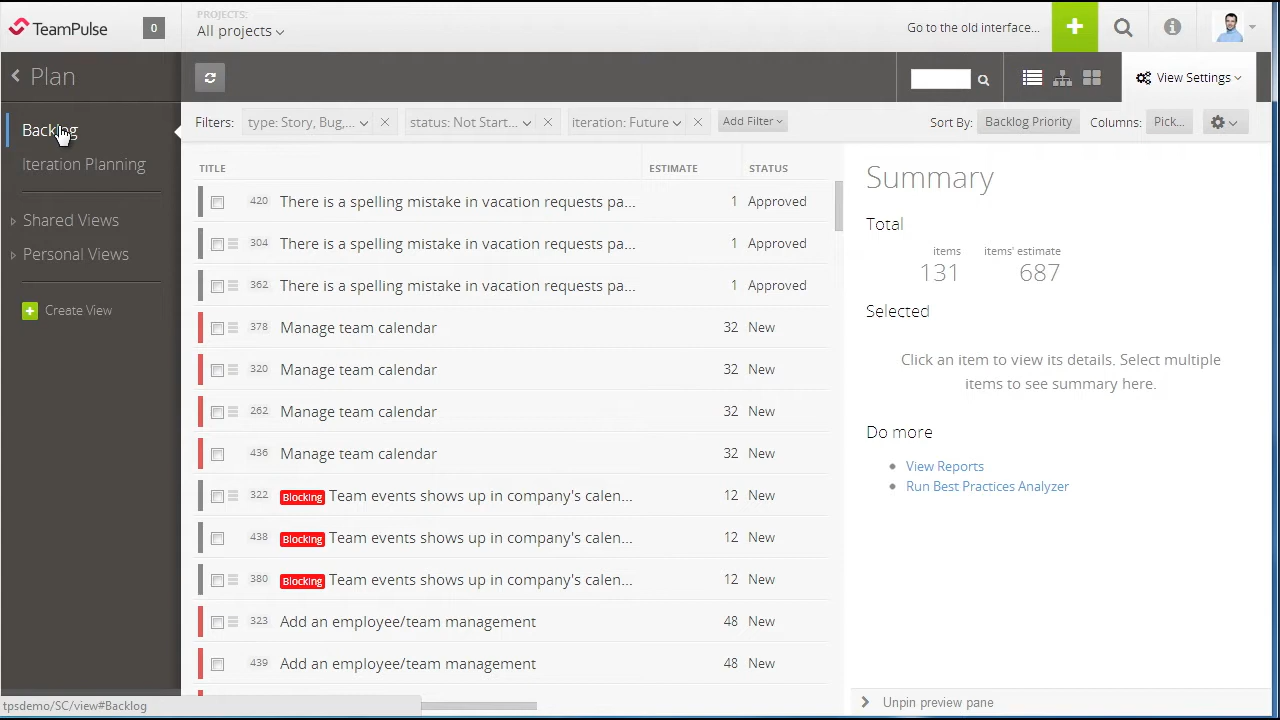 TeamPulse
0
PROJECTS:
All projects
Go to the old interface...
Plan
View Settings
Backlog
Iteration Planning
Shared Views
Personal Views
Create View
Filters: type: Story, Bug,... status: Not Start... iteration: Future Add Filter Sort By: Backlog Priority Columns: Pick...
TITLE ESTIMATE STATUS
420 There is a spelling mistake in vacation requests pa... 1 Approved
304 There is a spelling mistake in vacation requests pa... 1 Approved
362 There is a spelling mistake in vacation requests pa... 1 Approved
378 Manage team calendar 32 New
320 Manage team calendar 32 New
262 Manage team calendar 32 New
436 Manage team calendar 32 New
322 Blocking Team events shows up in company's calen... 12 New
438 Blocking Team events shows up in company's calen... 12 New
380 Blocking Team events shows up in company's calen... 12 New
323 Add an employee/team management 48 New
439 Add an employee/team management 48 New
Summary
Total
items items' estimate
131 687
Selected
Click an item to view its details. Select multiple
items to see summary here.
Do more
View Reports
Run Best Practices Analyzer
Unpin preview pane
tpsdemo/SC/view#Backlog